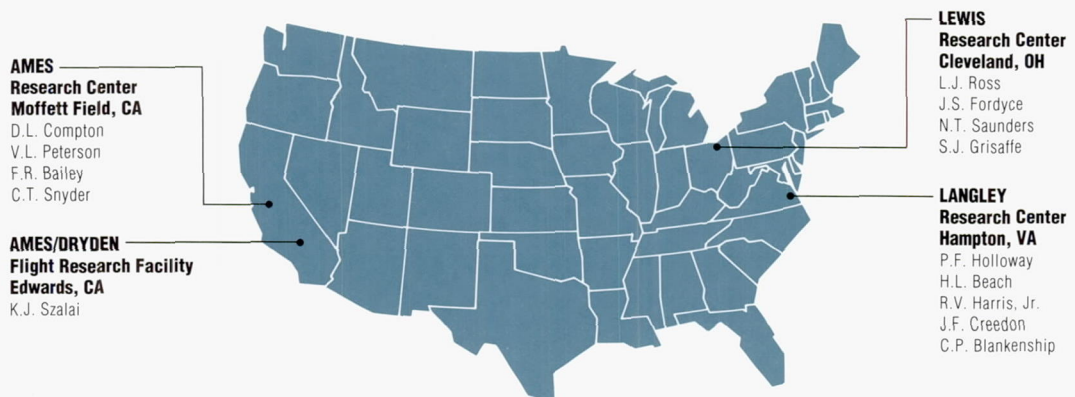 AMES
Research Center
Moffett Field, CA
D.L. Compton
V.L. Peterson
F.R. Bailey
C.T. Snyder
AMES/DRYDEN
Flight Research Facility
Edwards, CA
K.J. Szalai
LEWIS
Research Center
Cleveland, OH
L.J. Ross
J.S. Fordyce
N.T. Saunders
S.J. Grisaffe
LANGLEY
Research Center
Hampton, VA
P.F. Holloway
H.L. Beach
R.V. Harris, Jr.
J.F. Creedon
C.P. Blankenship